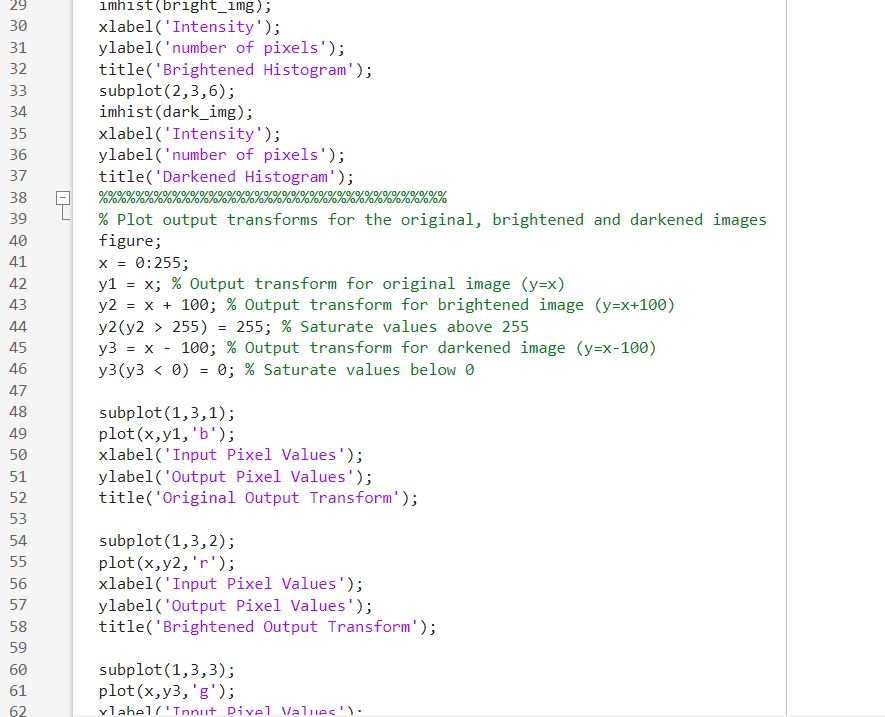 29 imhist(bright_img);
30 xlabel('Intensity');
31 ylabel('number of pixels');
32 title('Brightened Histogram');
33 subplot(2,3,6);
34 imhist(dark_img);
35 xlabel('Intensity');
36 ylabel('number of pixels');
37 title('Darkened Histogram');
38 %%%%%%%%%%%%%%%%%%%%%%%%%%%%%%%%%%%%%%
39 % Plot output transforms for the original, brightened and darkened images
40 figure;
41 x = 0:255;
42 y1 = x; % Output transform for original image (y=x)
43 y2 = x + 100; % Output transform for brightened image (y=x+100)
44 y2(y2 > 255) = 255; % Saturate values above 255
45 y3 = x - 100; % Output transform for darkened image (y=x-100)
46 y3(y3 < 0) = 0; % Saturate values below 0
47
48 subplot(1,3,1);
49 plot(x,y1,'b');
50 xlabel('Input Pixel Values');
51 ylabel('Output Pixel Values');
52 title('Original Output Transform');
53
54 subplot(1,3,2);
55 plot(x,y2,'r');
56 xlabel('Input Pixel Values');
57 ylabel('Output Pixel Values');
58 title('Brightened Output Transform');
59
60 subplot(1,3,3);
61 plot(x,y3,'g');
62 xlabel('Input Pixel Values');